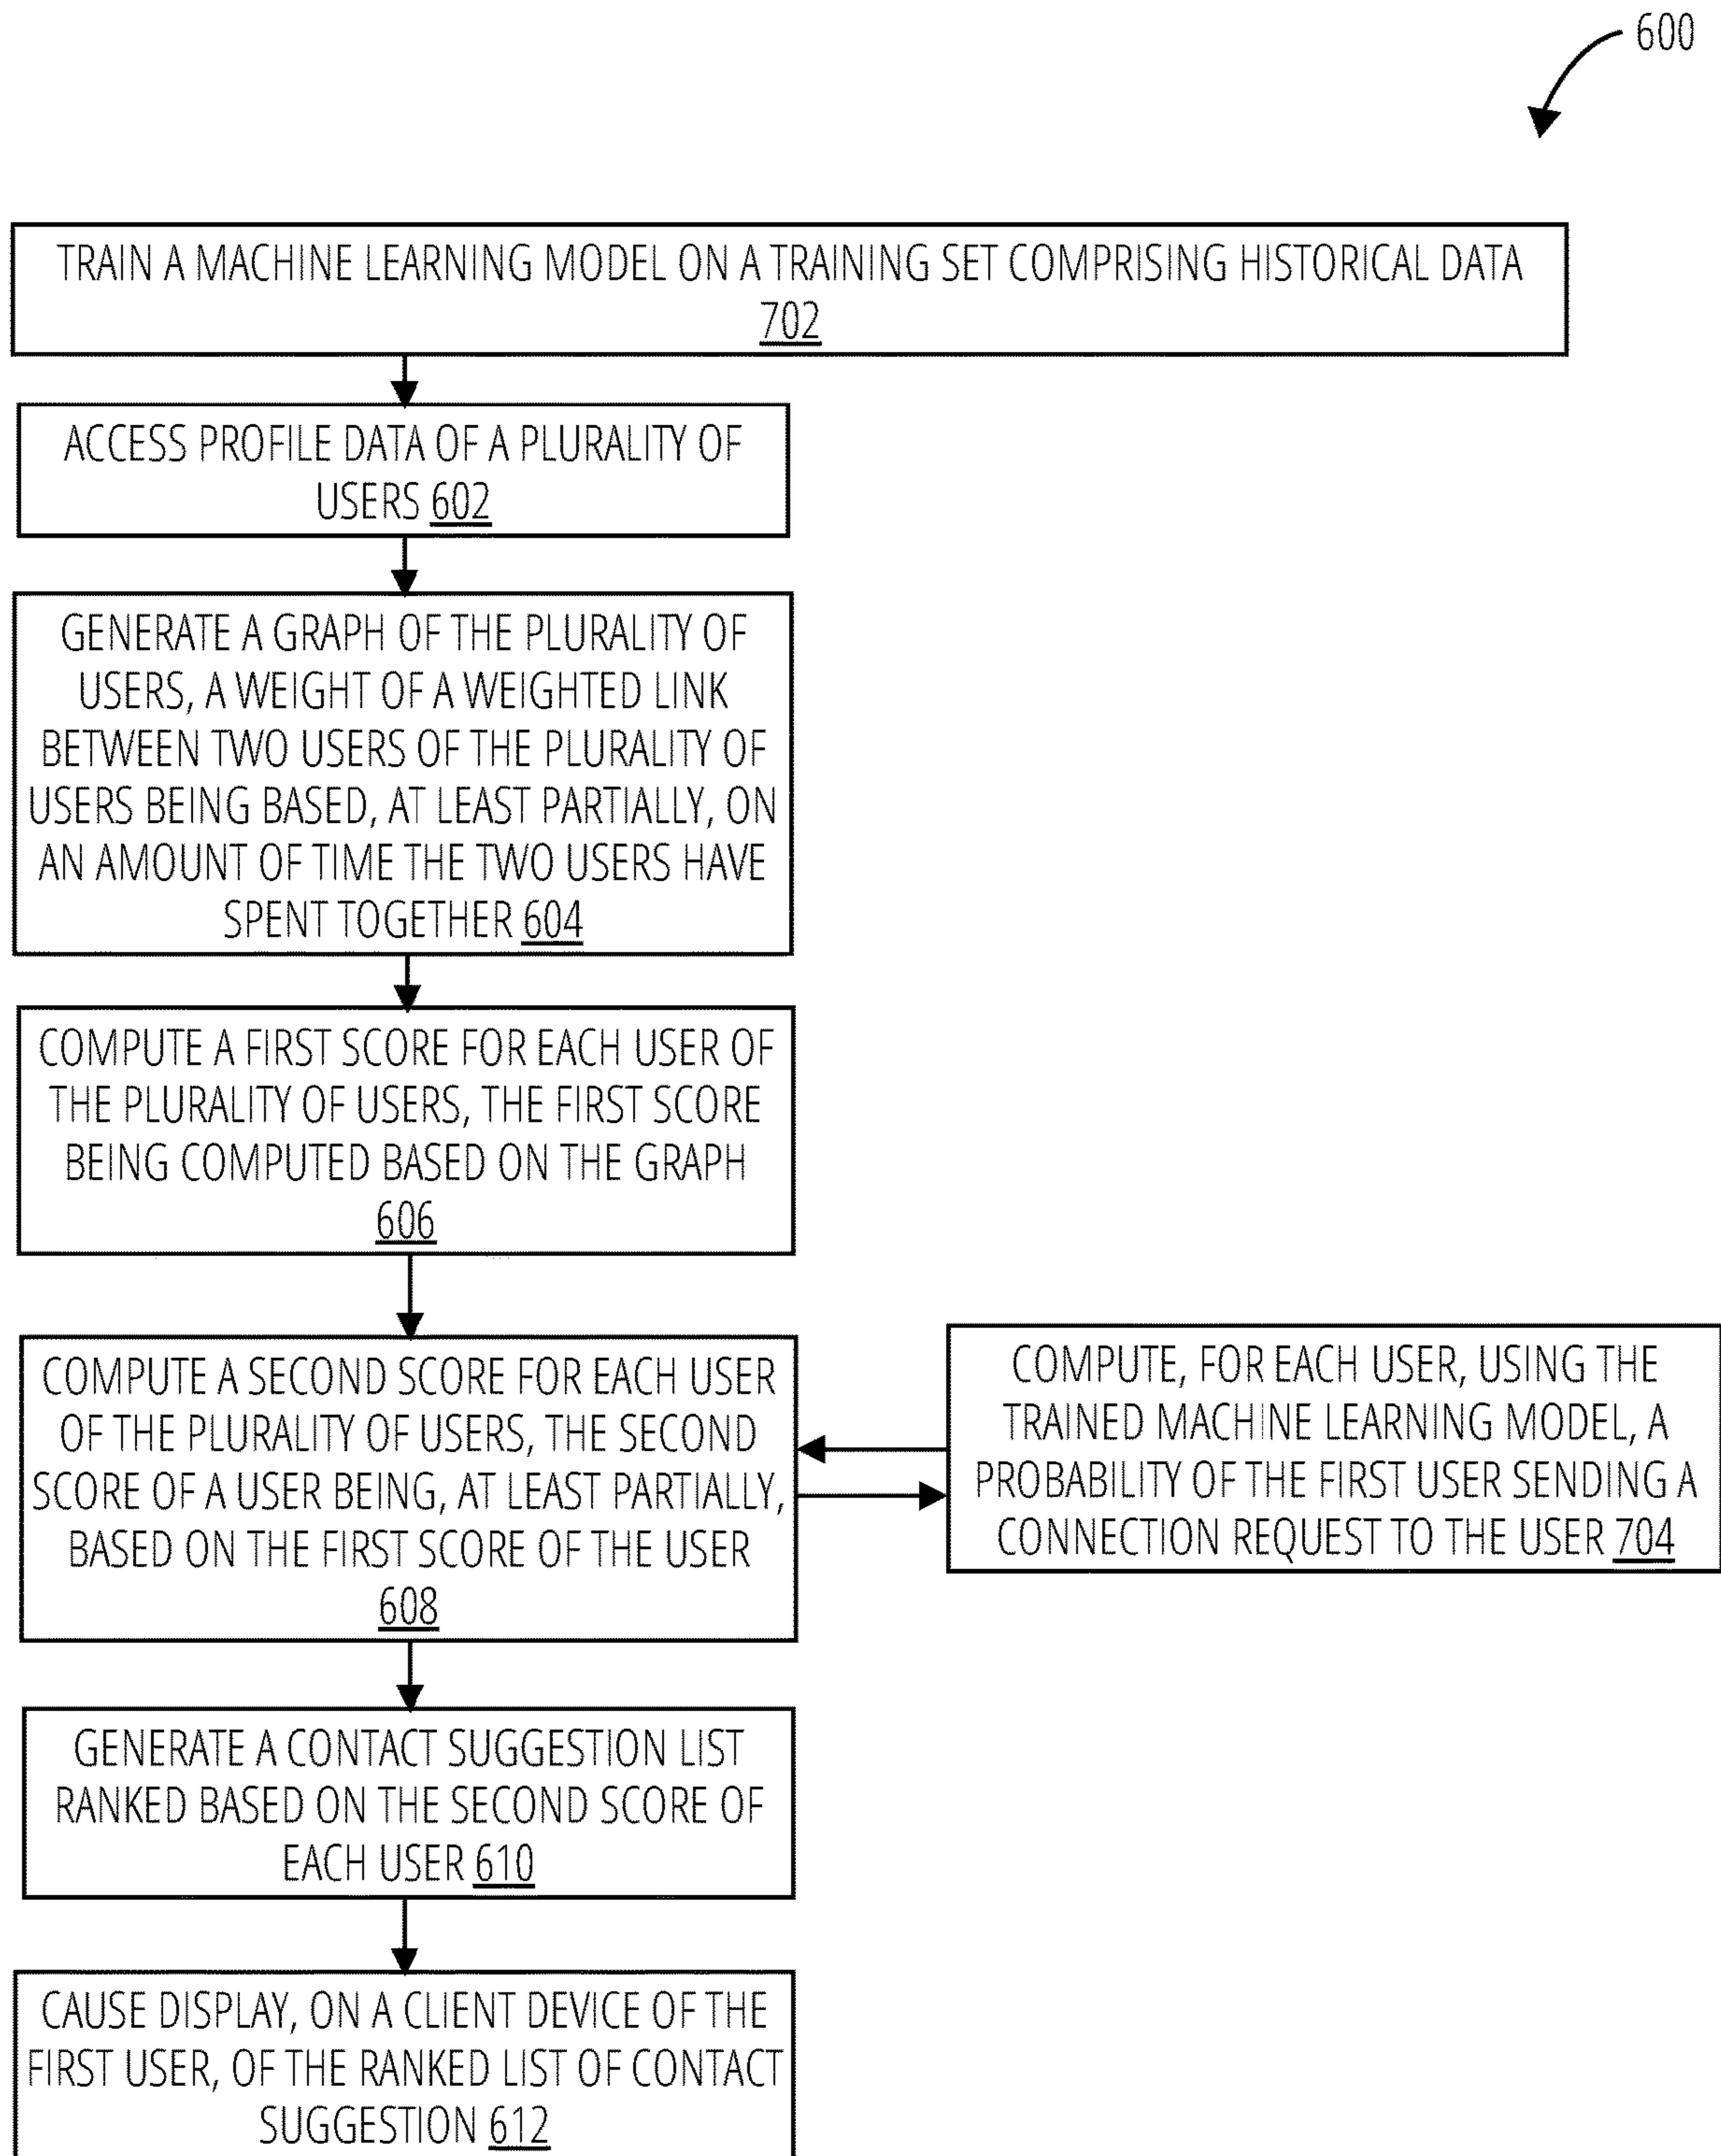 600
TRAIN A MACHINE LEARNING MODEL ON A TRAINING SET COMPRISING HISTORICAL DATA
702
ACCESS PROFILE DATA OF A PLURALITY OF
USERS 602
GENERATE A GRAPH OF THE PLURALITY OF
USERS, A WEIGHT OF A WEIGHTED LINK
BETWEEN TWO USERS OF THE PLURALITY OF
USERS BEING BASED, AT LEAST PARTIALLY, ON
AN AMOUNT OF TIME THE TWO USERS HAVE
SPENT TOGETHER 604
COMPUTE A FIRST SCORE FOR EACH USER OF
THE PLURALITY OF USERS, THE FIRST SCORE
BEING COMPUTED BASED ON THE GRAPH
606
COMPUTE A SECOND SCORE FOR EACH USER
OF THE PLURALITY OF USERS, THE SECOND
SCORE OF A USER BEING, AT LEAST PARTIALLY,
BASED ON THE FIRST SCORE OF THE USER
608
COMPUTE, FOR EACH USER, USING THE
TRAINED MACHINE LEARNING MODEL, A
PROBABILITY OF THE FIRST USER SENDING A
CONNECTION REQUEST TO THE USER 704
GENERATE A CONTACT SUGGESTION LIST
RANKED BASED ON THE SECOND SCORE OF
EACH USER 610
CAUSE DISPLAY, ON A CLIENT DEVICE OF THE
FIRST USER, OF THE RANKED LIST OF CONTACT
SUGGESTION 612